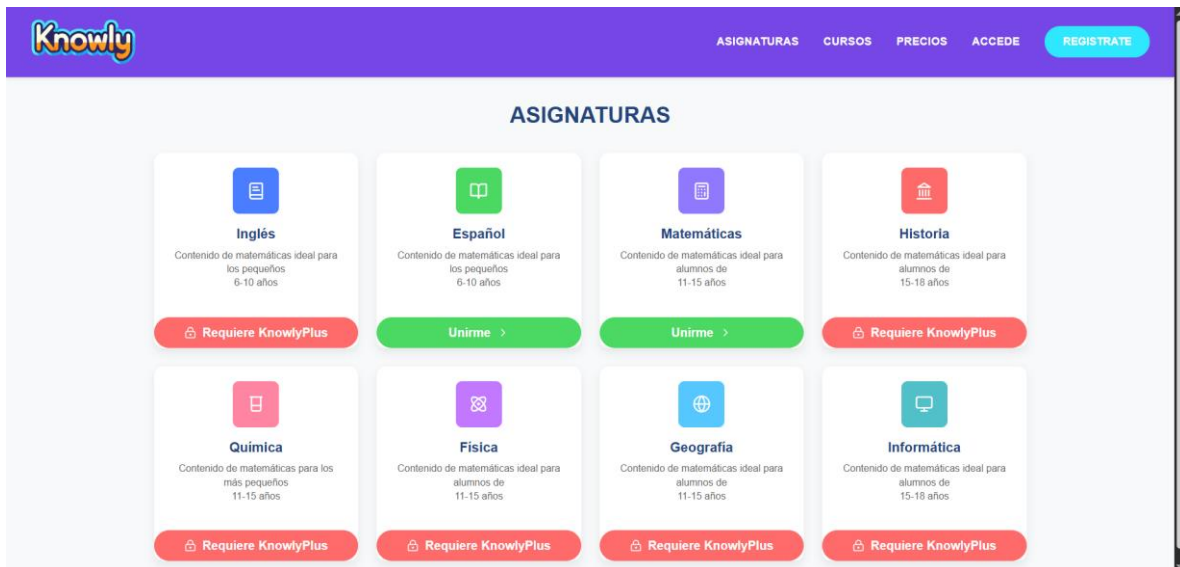 Knowly
ASIGNATURAS CURSOS PRECIOS ACCEDE REGISTRATE
ASIGNATURAS
Inglés
Contenido de matemáticas ideal para
los pequeños
6-10 años
Requiere KnowlyPlus
Español
Contenido de matemáticas ideal para
los pequeños
6-10 años
Unirme >
Matemáticas
Contenido de matemáticas ideal para
alumnos de
11-15 años
Unirme >
Historia
Contenido de matemáticas ideal para
alumnos de
15-18 años
Requiere KnowlyPlus
Química
Contenido de matemáticas para los
más pequeños
11-15 años
Requiere KnowlyPlus
Física
Contenido de matemáticas ideal para
alumnos de
11-15 años
Requiere KnowlyPlus
Geografía
Contenido de matemáticas ideal para
alumnos de
11-15 años
Requiere KnowlyPlus
Informática
Contenido de matemáticas ideal para
alumnos de
15-18 años
Requiere KnowlyPlus